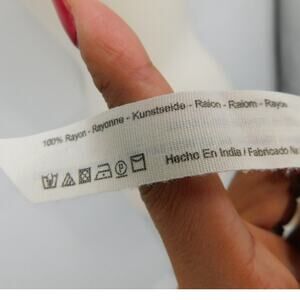 100% Rayon - Rayonne - Kunstseide - Raion - Raiom - Rayon
Hecho En India / Fabricado Na